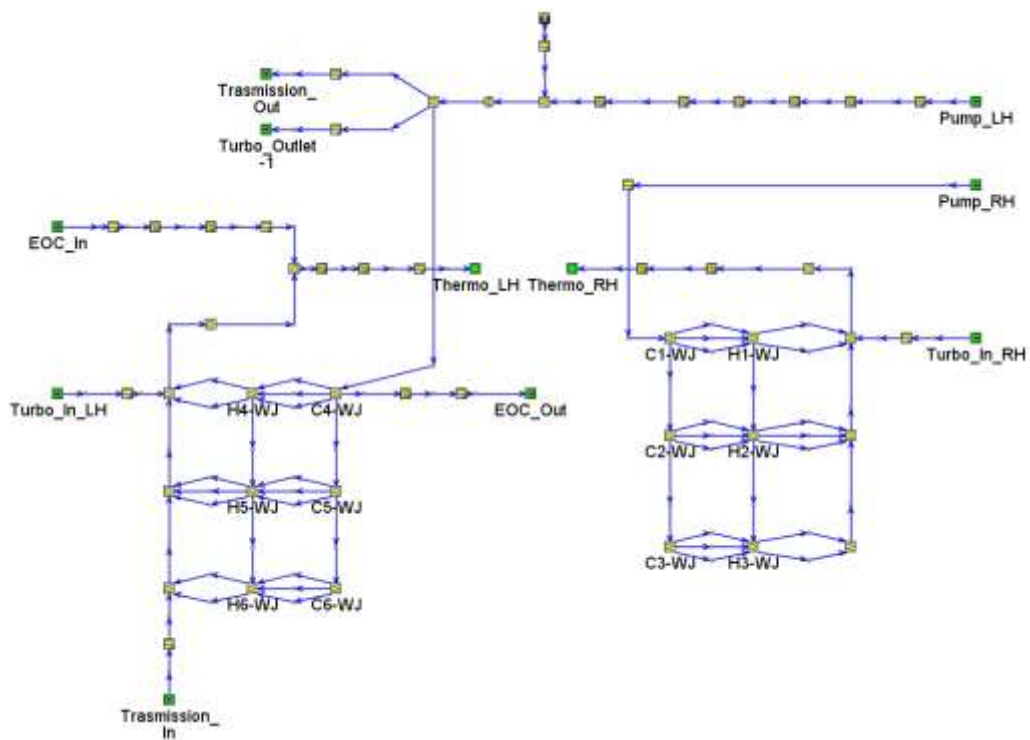 Trasmission_
Out
Turbo_Outlet
-1
Pump_LH
Pump_RH
EOC_In
Thermo_LH
Thermo_RH
C1-WJ
H1-WJ
Turbo_In_RH
Turbo_In_LH
H4-WJ
C4-WJ
EOC_Out
C2-WJ
H2-WJ
H5-WJ
C5-WJ
C3-WJ
H3-WJ
H6-WJ
C6-WJ
Trasmission_
In